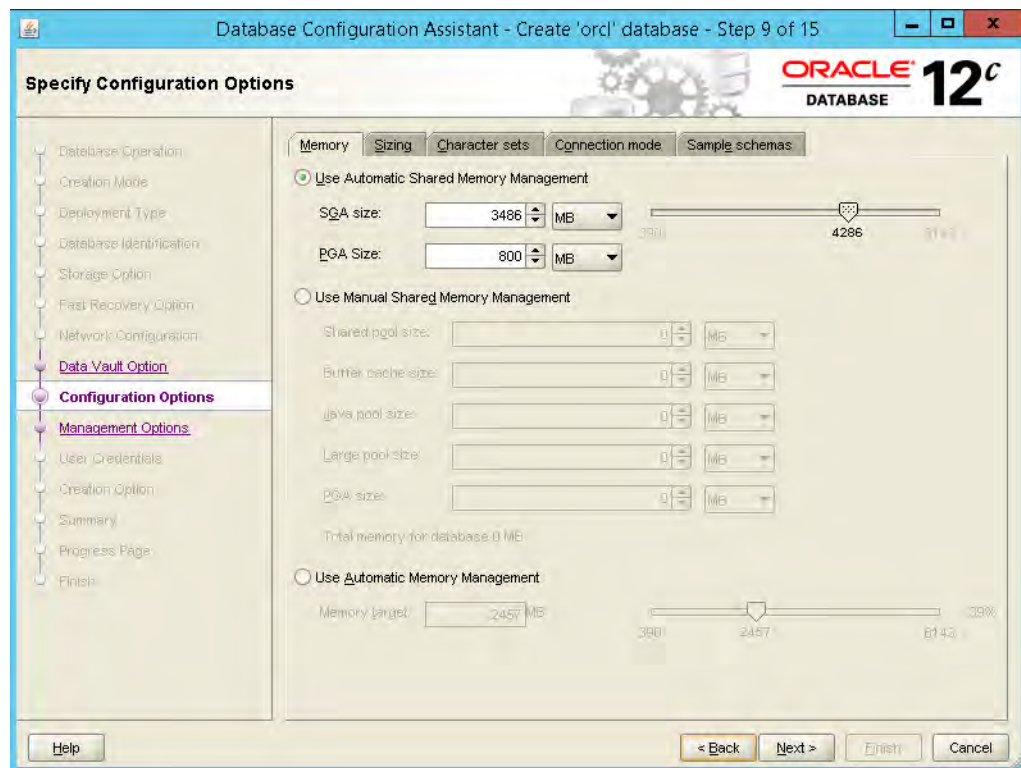 Database Configuration Assistant - Create 'orcl' database - Step 9 of 15
Specify Configuration Options
ORACLE 12c
DATABASE
Database Operation
Creation Mode
Deployment Type
Database Identification
Storage Option
Fast Recovery Option
Network Configuration
Data Vault Option
Configuration Options
Management Options
User Credentials
Creation Option
Summary
Progress Page
Finish
Memory Sizing Character sets Connection mode Sample schemas
Use Automatic Shared Memory Management
SGA size: 3486 MB
390 4286
PGA Size: 800 MB
Use Manual Shared Memory Management
Shared pool size: 0 MB
Buffer cache size: 0 MB
Java pool size: 0 MB
Large pool size: 0 MB
PGA size: 0 MB
Total memory for database 0 MB
Use Automatic Memory Management
Memory target: 2457 MB 39%
390 2457 6142
Help < Back Next > Finish Cancel